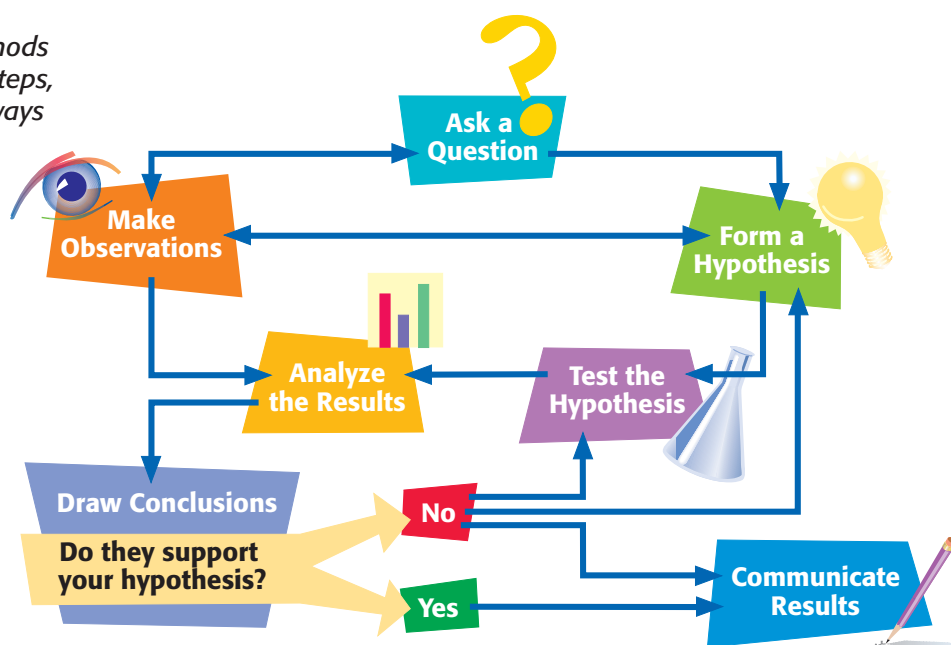 teps,
Ask a
Question
Make
Observations
Form a
Hypothesis
Analyze
the Results
Test the
Hypothesis
Draw Conclusions
Do they support
your hypothesis?
No
Yes
Communicate
Results